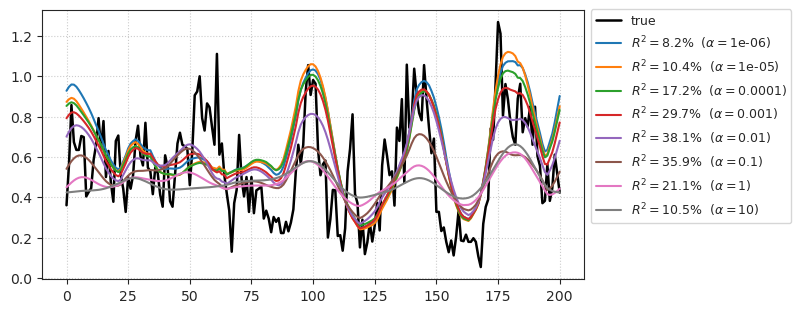 true
R² = 8.2% (α = 1e-06)
R² = 10.4% (α = 1e-05)
R² = 17.2% (α = 0.0001)
R² = 29.7% (α = 0.001)
R² = 38.1% (α = 0.01)
R² = 35.9% (α = 0.1)
R² = 21.1% (α = 1)
R² = 10.5% (α = 10)
1.2
1.0
0.8
0.6
0.4
0.2
0.0
0 25 50 75 100 125 150 175 200